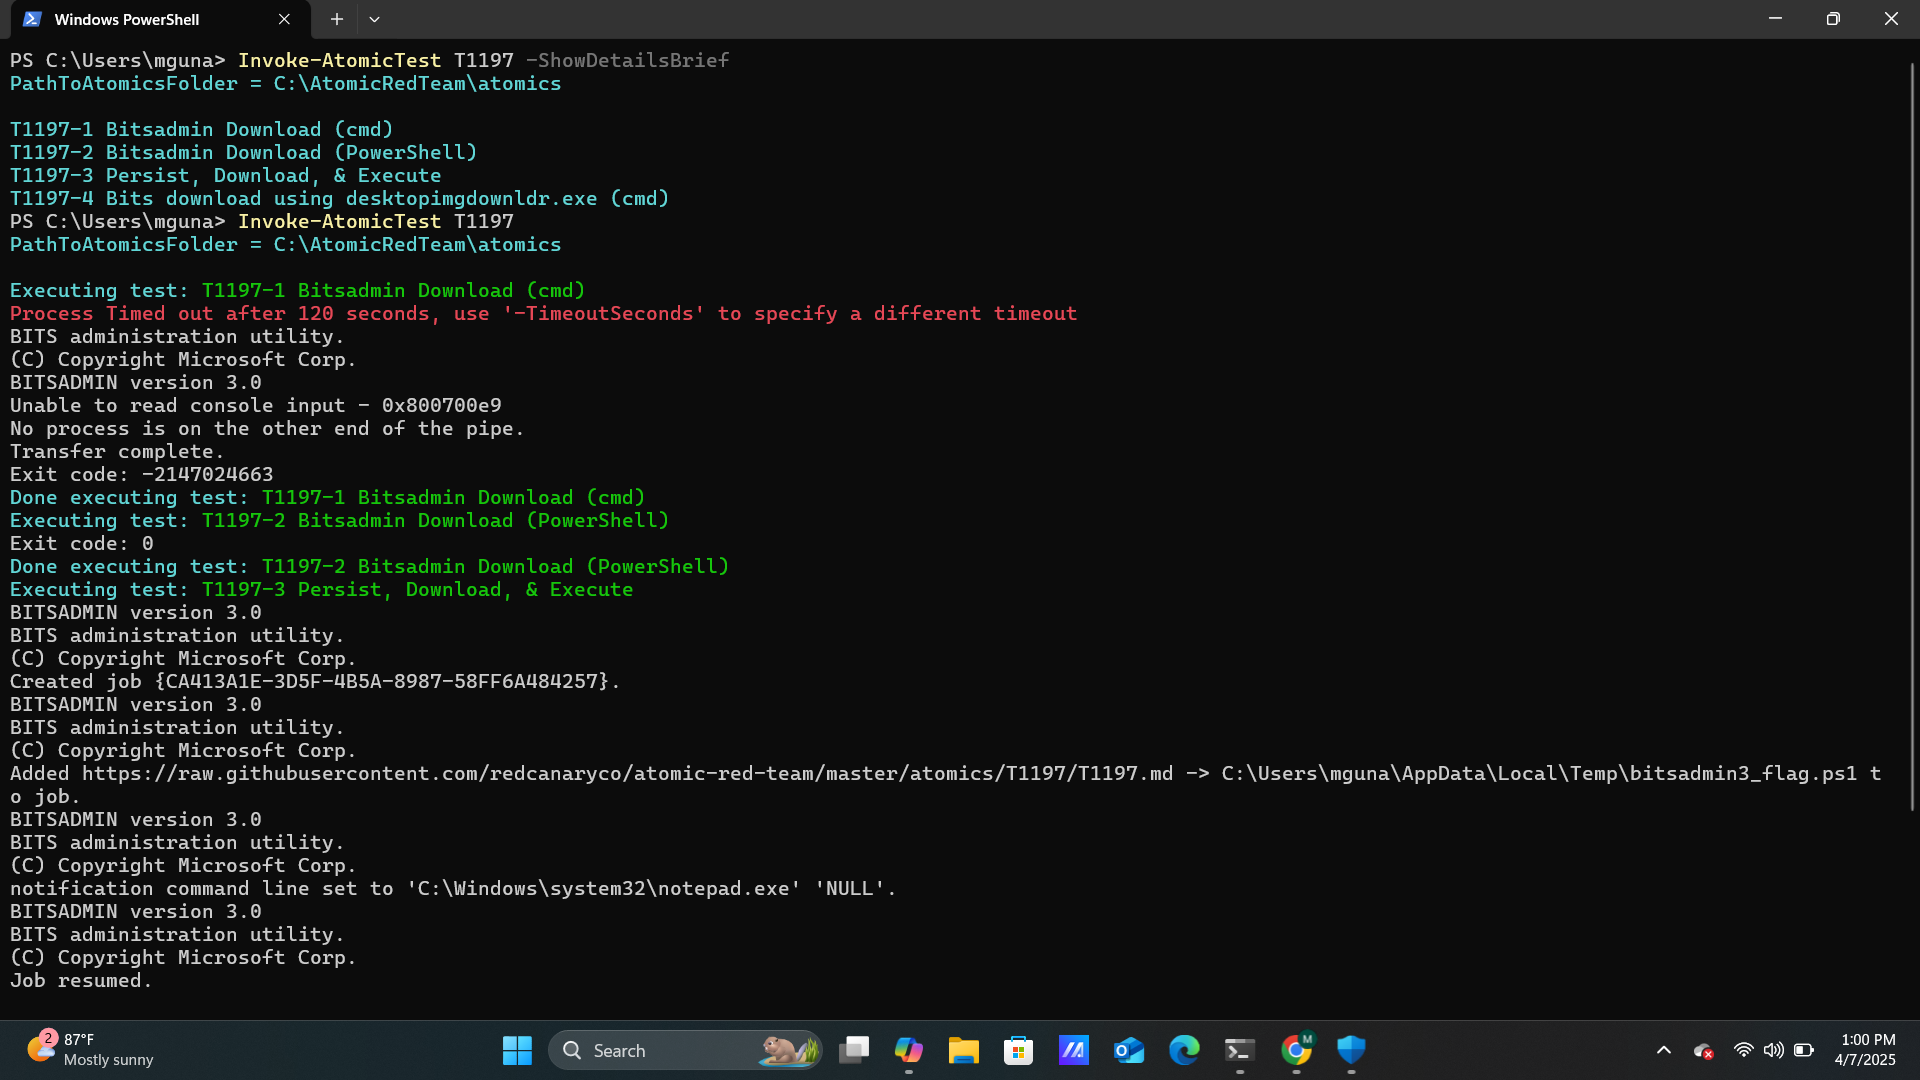 Windows PowerShell
PS C:\Users\mguna> Invoke-AtomicTest T1197 -ShowDetailsBrief
PathToAtomicsFolder = C:\AtomicRedTeam\atomics
T1197-1 Bitsadmin Download (cmd)
T1197-2 Bitsadmin Download (PowerShell)
T1197-3 Persist, Download, & Execute
T1197-4 Bits download using desktopimgdownldr.exe (cmd)
PS C:\Users\mguna> Invoke-AtomicTest T1197
PathToAtomicsFolder = C:\AtomicRedTeam\atomics
Executing test: T1197-1 Bitsadmin Download (cmd)
Process Timed out after 120 seconds, use '-TimeoutSeconds' to specify a different timeout
BITS administration utility.
(C) Copyright Microsoft Corp.
BITSADMIN version 3.0
Unable to read console input - 0x800700e9
No process is on the other end of the pipe.
Transfer complete.
Exit code: -2147024663
Done executing test: T1197-1 Bitsadmin Download (cmd)
Executing test: T1197-2 Bitsadmin Download (PowerShell)
Exit code: 0
Done executing test: T1197-2 Bitsadmin Download (PowerShell)
Executing test: T1197-3 Persist, Download, & Execute
BITSADMIN version 3.0
BITS administration utility.
(C) Copyright Microsoft Corp.
Created job {CA413A1E-3D5F-4B5A-8987-58FF6A484257}.
BITSADMIN version 3.0
BITS administration utility.
(C) Copyright Microsoft Corp.
Added https://raw.githubusercontent.com/redcanaryco/atomic-red-team/master/atomics/T1197/T1197.md -> C:\Users\mguna\AppData\Local\Temp\bitsadmin3_flag.ps1 t
o job.
BITSADMIN version 3.0
BITS administration utility.
(C) Copyright Microsoft Corp.
notification command line set to 'C:\Windows\system32\notepad.exe' 'NULL'.
BITSADMIN version 3.0
BITS administration utility.
(C) Copyright Microsoft Corp.
Job resumed.
2
87°F
Mostly sunny
Search
M
1:00 PM
4/7/2025